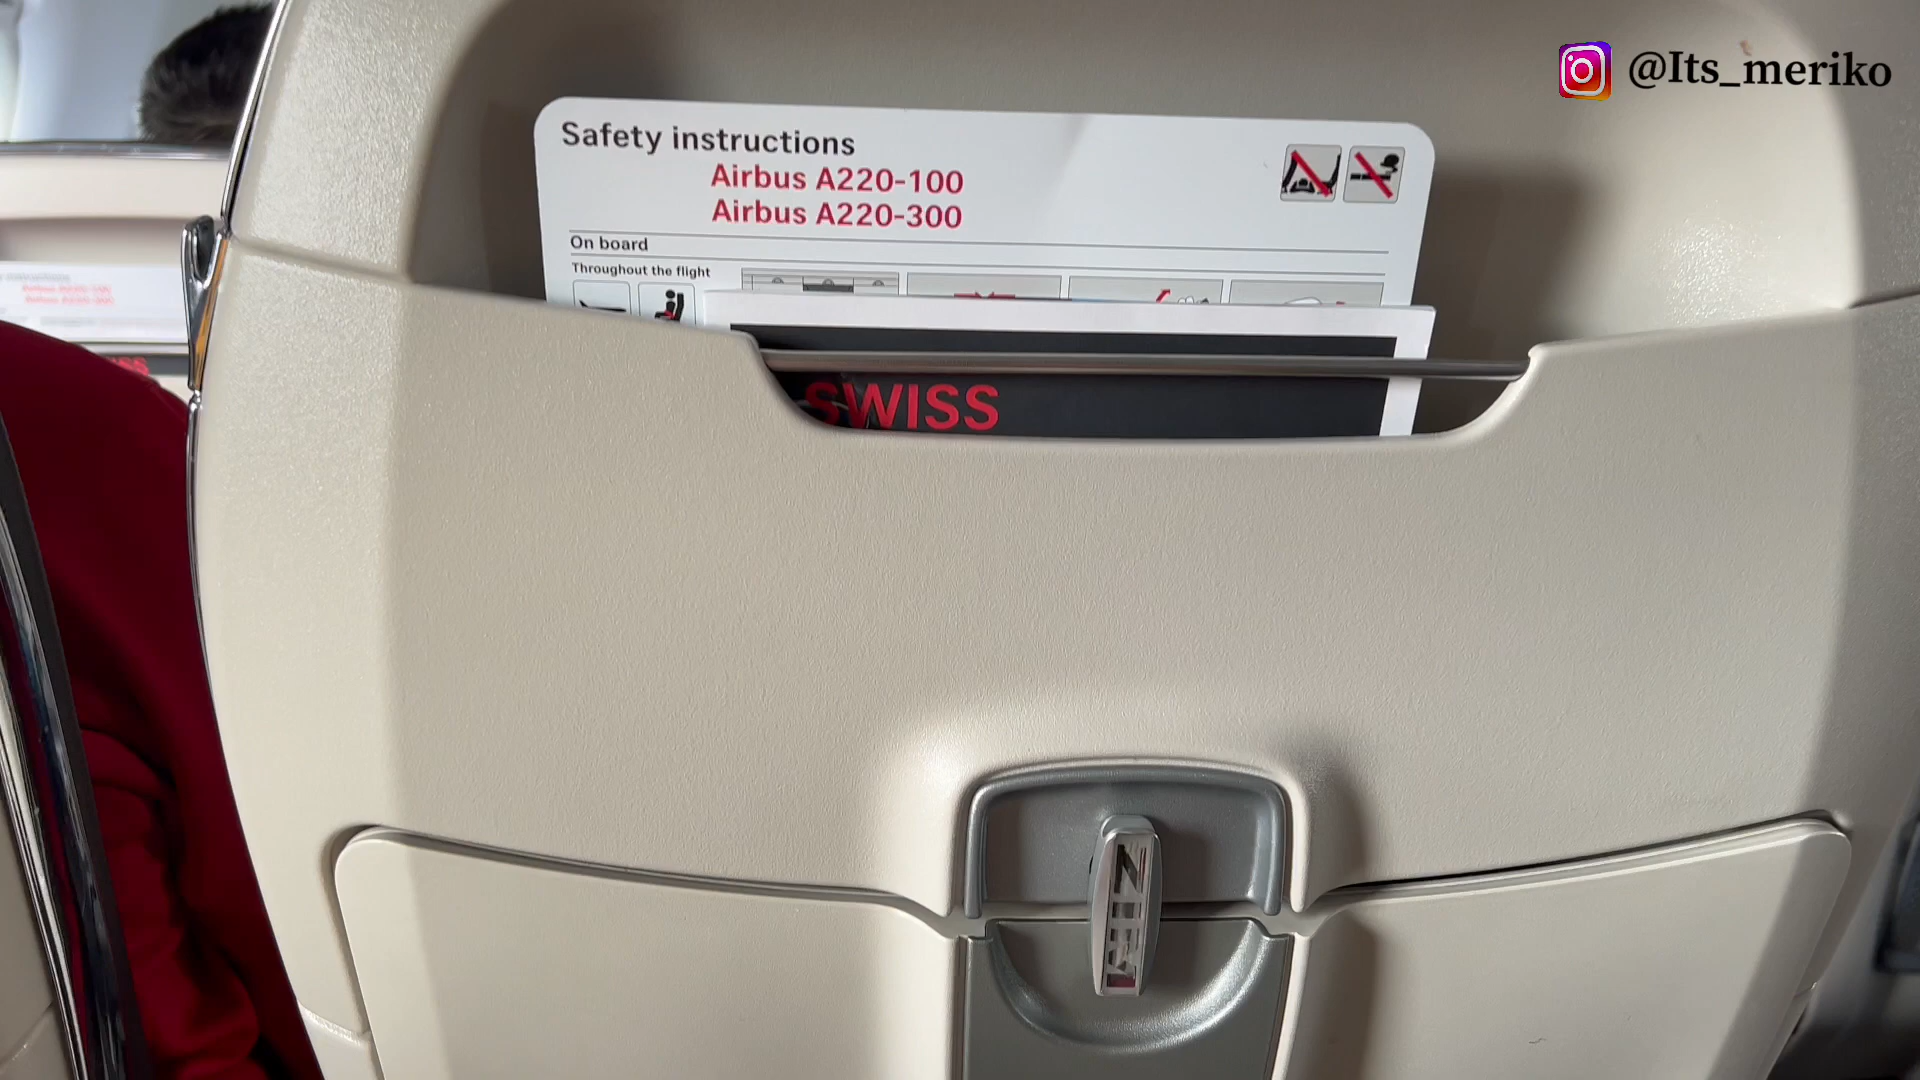 @Its_meriko
Safety instructions
Airbus A220-100
Airbus A220-300
On board
Throughout the flight
SWISS